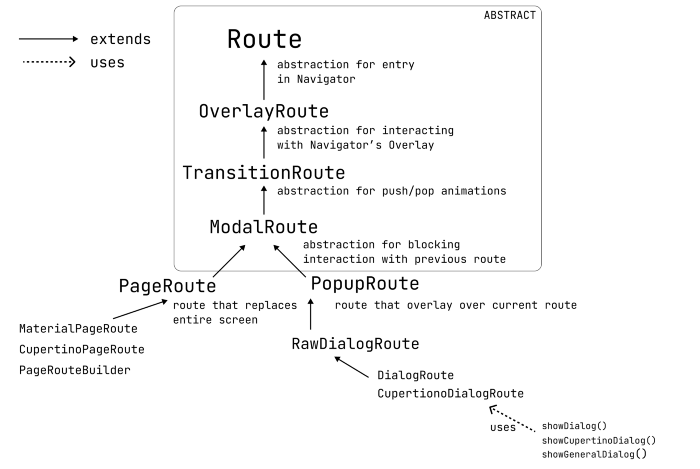 ABSTRACT
extends
uses
Route
abstraction for entry
in Navigator
OverlayRoute
abstraction for interacting
with Navigator's Overlay
TransitionRoute
abstraction for push/pop animations
ModalRoute
abstraction for blocking
interaction with previous route
PageRoute
route that replaces
entire screen
PopupRoute
route that overlay over current route
MaterialPageRoute
CupertinoPageRoute
PageRouteBuilder
RawDialogRoute
DialogRoute
CupertionoDialogRoute
uses
showDialog()
showCupertinoDialog()
showGeneralDialog()